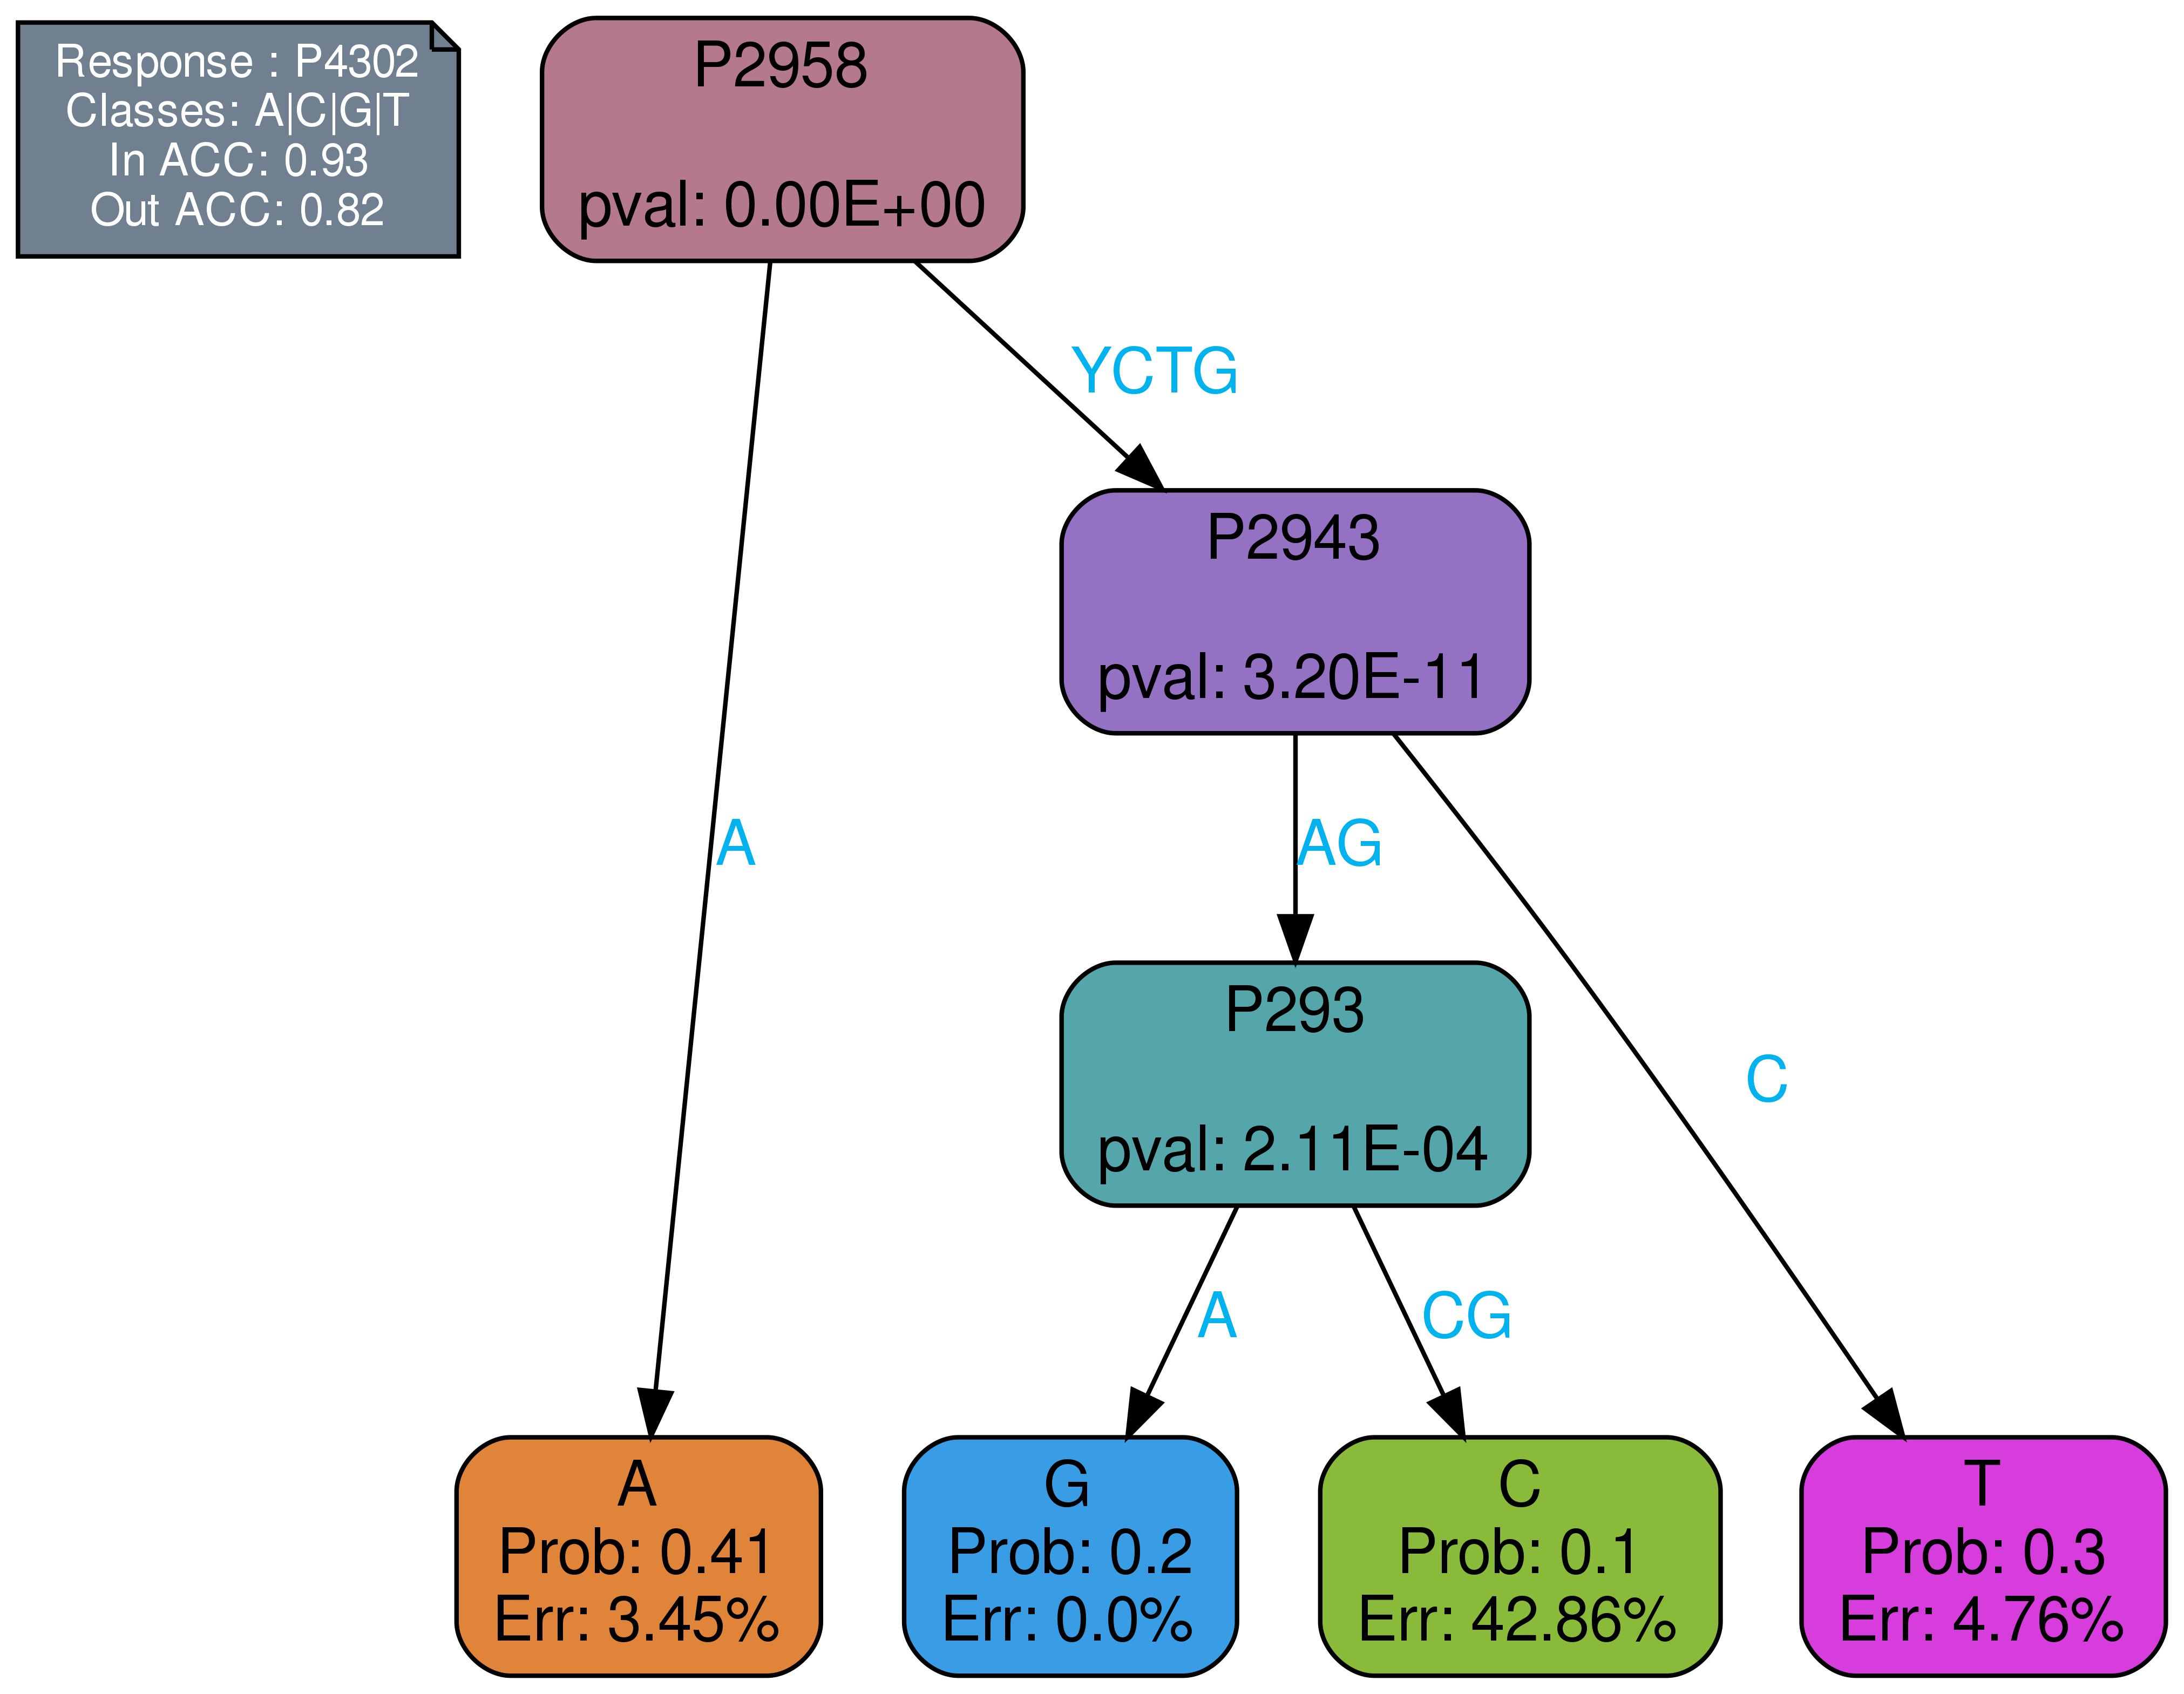 Response : P4302
Classes: A|C|G|T
In ACC: 0.93
Out ACC: 0.82
P2958
pval: 0.00E+00
YCTG
P2943
pval: 3.20E-11
A
AG
P293
pval: 2.11E-04
C
A
CG
A
Prob: 0.41
Err: 3.45%
G
Prob: 0.2
Err: 0.0%
C
Prob: 0.1
Err: 42.86%
T
Prob: 0.3
Err: 4.76%